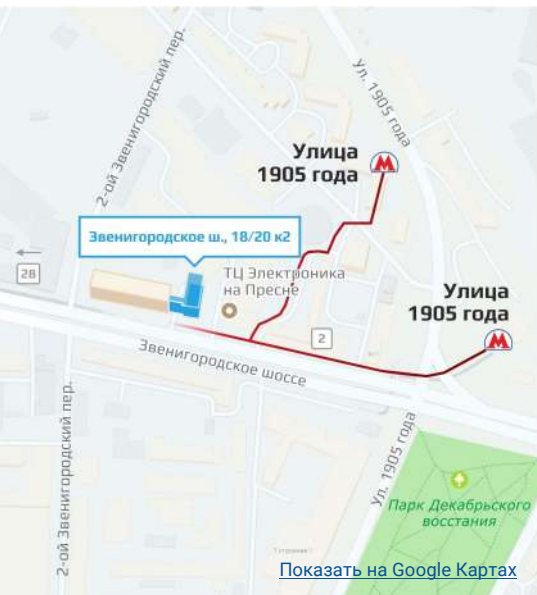 2-ой Звенигородский пер.
Ул. 1905 года
Улица
1905 года
М
Звенигородское ш., 18/20 к2
28
ТЦ Электроника
на Пресне
Улица
1905 года
М
2
Звенигородское шоссе
2-ой Звенигородский пер.
Ул. 1905 года
Парк Декабрьского
восстания
Показать на Google Картах